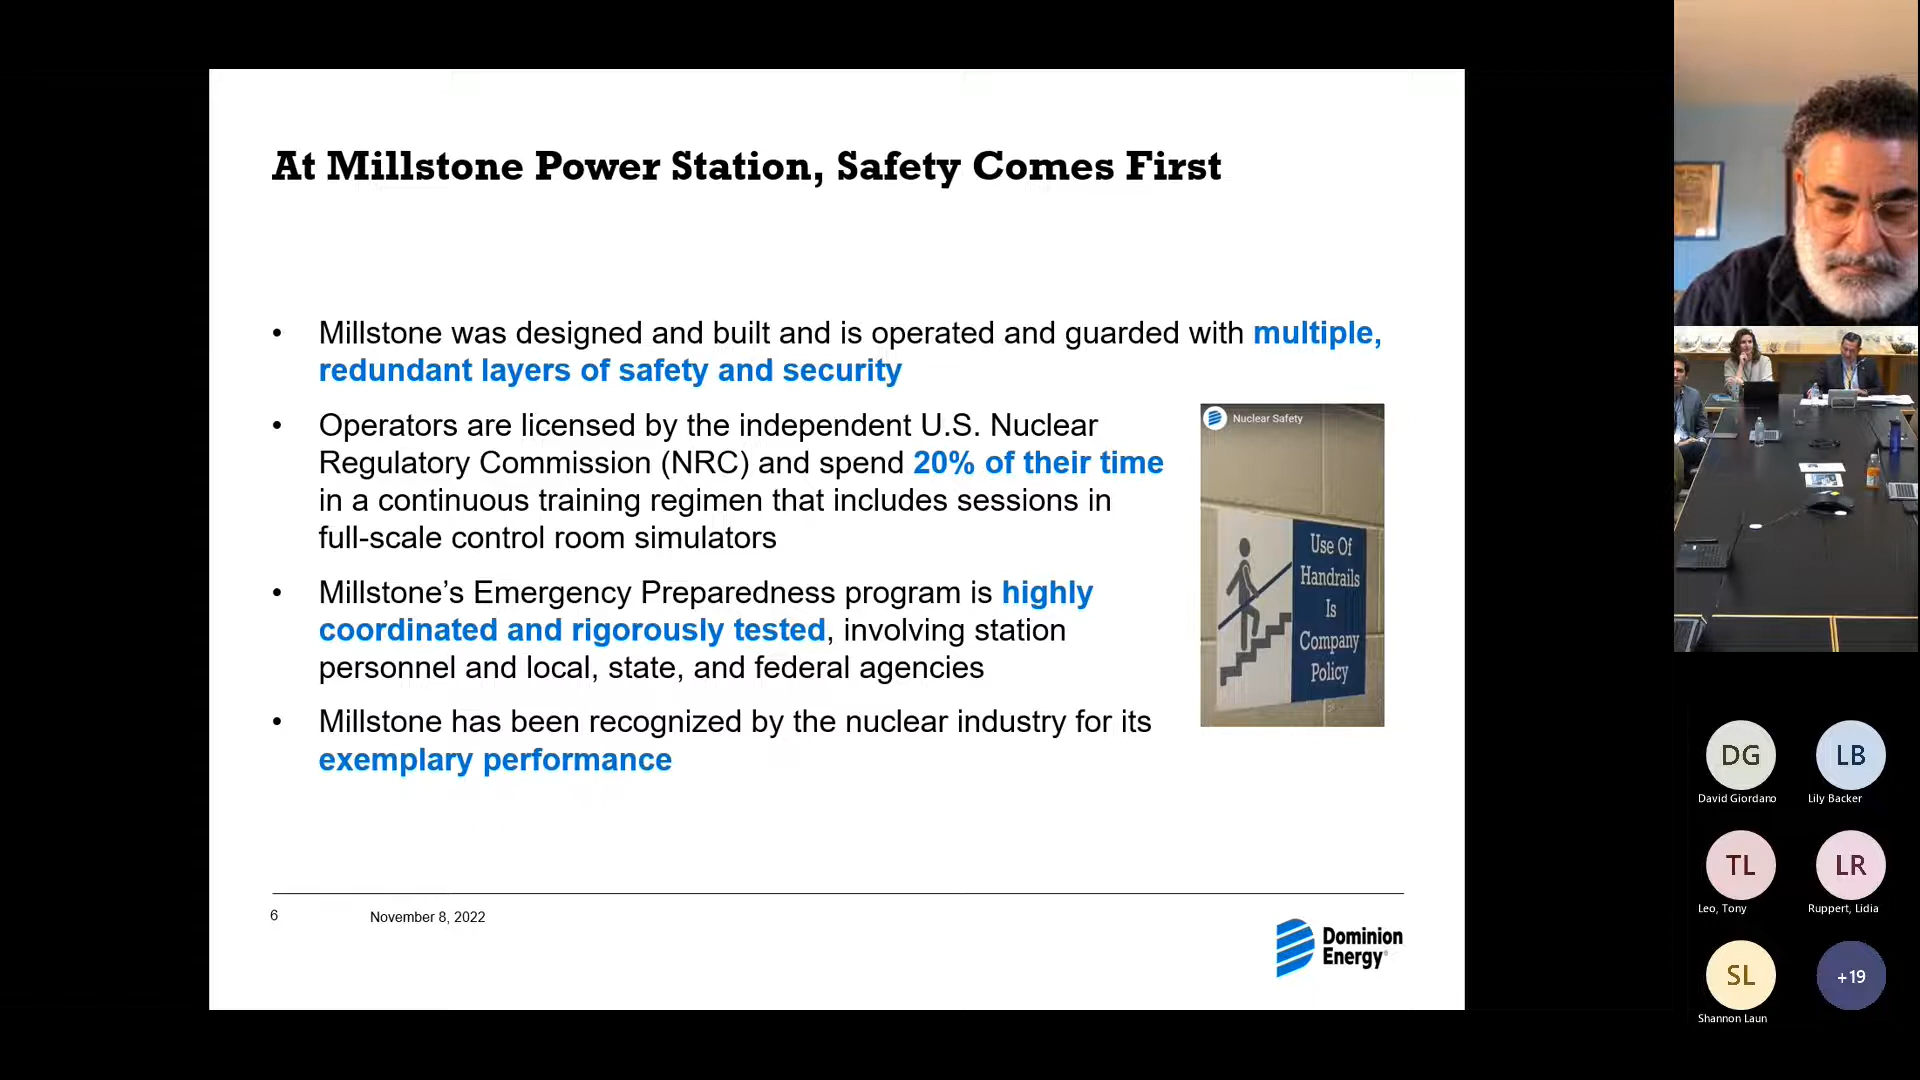 At Millstone Power Station, Safety Comes First
• Millstone was designed and built and is operated and guarded with multiple,
redundant layers of safety and security
• Operators are licensed by the independent U.S. Nuclear
Regulatory Commission (NRC) and spend 20% of their time
in a continuous training regimen that includes sessions in
full-scale control room simulators
• Millstone’s Emergency Preparedness program is highly
coordinated and rigorously tested, involving station
personnel and local, state, and federal agencies
• Millstone has been recognized by the nuclear industry for its
exemplary performance
Nuclear Safety
Use Of
Handrails
Is
Company
Policy
6
November 8, 2022
Dominion
Energy®
DG
David Giordano
LB
Lily Backer
TL
Leo, Tony
LR
Ruppert, Lidia
SL
Shannon Laun
+19